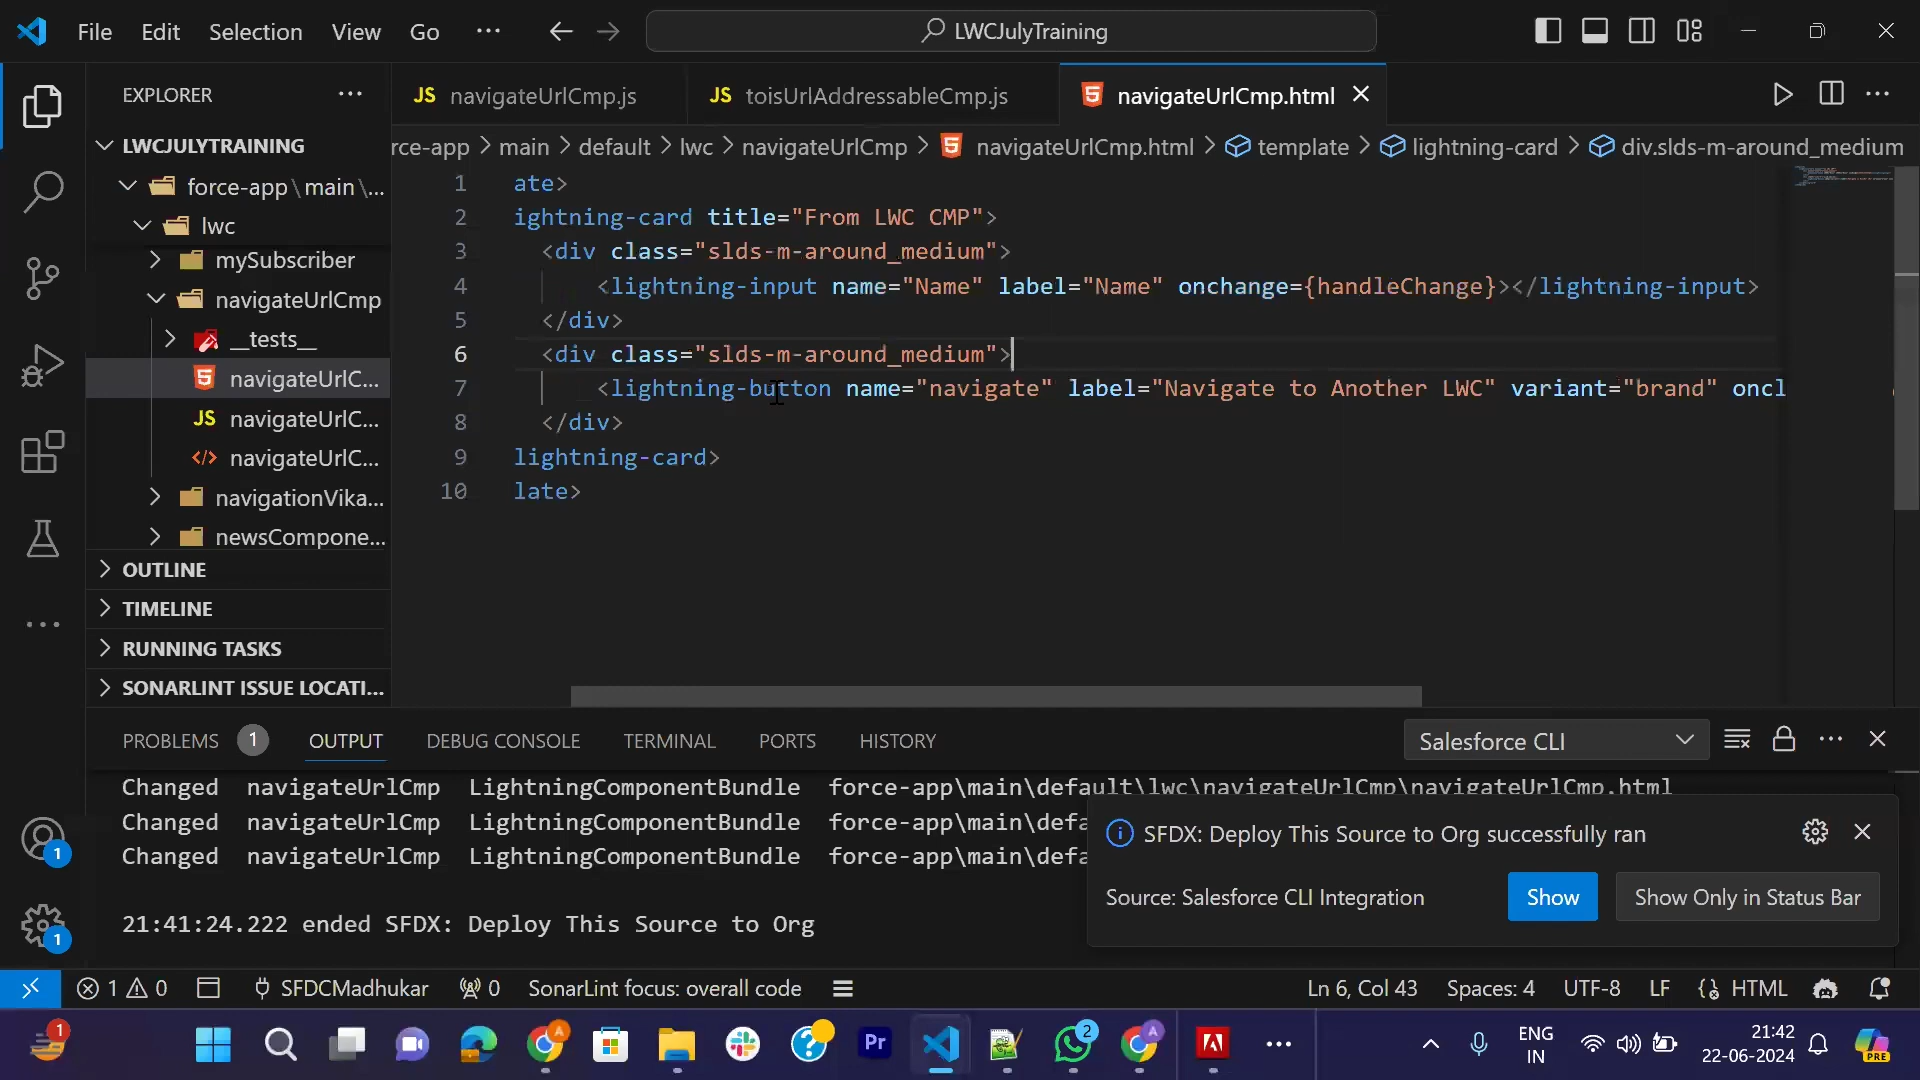 File Edit Selection View Go ... LWCJulyTraining
EXPLORER ...
JS navigateUrlCmp.js JS toisUrlAddressableCmp.js navigateUrlCmp.html
rce-app > main > default > lwc > navigateUrlCmp > navigateUrlCmp.html > template > lightning-card > div.slds-m-around_medium
LWCJULYTRAINING
force-app\main\...
lwc
mySubscriber
navigateUrlCmp
__tests__
navigateUrlC...
JS navigateUrlC...
</> navigateUrlC...
navigationVika...
newsCompone...
OUTLINE
TIMELINE
RUNNING TASKS
SONARLINT ISSUE LOCATI...
1 ate>
2 ightning-card title="From LWC CMP">
3 <div class="slds-m-around_medium">
4 <lightning-input name="Name" label="Name" onchange={handleChange}></lightning-input>
5 </div>
6 <div class="slds-m-around_medium">
7 <lightning-button name="navigate" label="Navigate to Another LWC" variant="brand" oncl
8 </div>
9 lightning-card>
10 late>
PROBLEMS 1 OUTPUT DEBUG CONSOLE TERMINAL PORTS HISTORY Salesforce CLI
Changed navigateUrlCmp LightningComponentBundle force-app\main\default\lwc\navigateUrlCmp\navigateUrlCmp.html
Changed navigateUrlCmp LightningComponentBundle force-app\main\defa
Changed navigateUrlCmp LightningComponentBundle force-app\main\defa
21:41:24.222 ended SFDX: Deploy This Source to Org
SFDX: Deploy This Source to Org successfully ran
Source: Salesforce CLI Integration Show Show Only in Status Bar
1
1
1 0 SFDCMadhukar 0 SonarLint focus: overall code Ln 6, Col 43 Spaces: 4 UTF-8 LF HTML
1 A Pr 2 A ENG 21:42
IN 22-06-2024 PRE